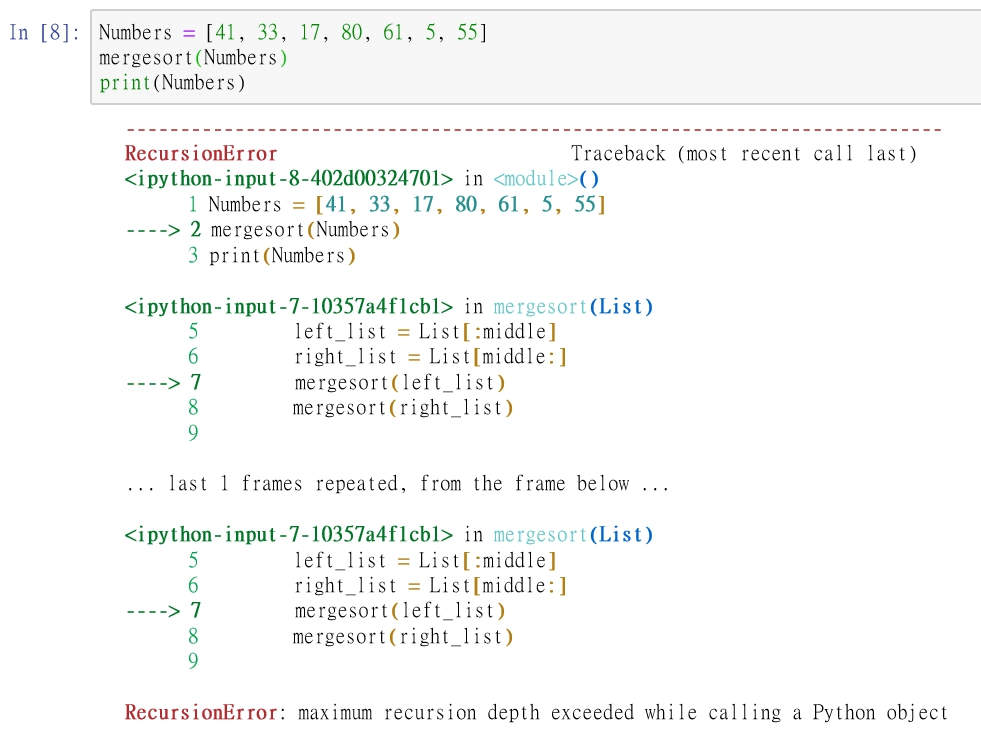 In [8]: Numbers = [41, 33, 17, 80, 61, 5, 55]
mergesort(Numbers)
print(Numbers)
---------------------------------------------------------------------------
RecursionError                            Traceback (most recent call last)
<ipython-input-8-402d00324701> in <module>()
      1 Numbers = [41, 33, 17, 80, 61, 5, 55]
----> 2 mergesort(Numbers)
      3 print(Numbers)
<ipython-input-7-10357a4f1cb1> in mergesort(List)
      5         left_list = List[:middle]
      6         right_list = List[middle:]
----> 7         mergesort(left_list)
      8         mergesort(right_list)
      9
... last 1 frames repeated, from the frame below ...
<ipython-input-7-10357a4f1cb1> in mergesort(List)
      5         left_list = List[:middle]
      6         right_list = List[middle:]
----> 7         mergesort(left_list)
      8         mergesort(right_list)
      9
RecursionError: maximum recursion depth exceeded while calling a Python object